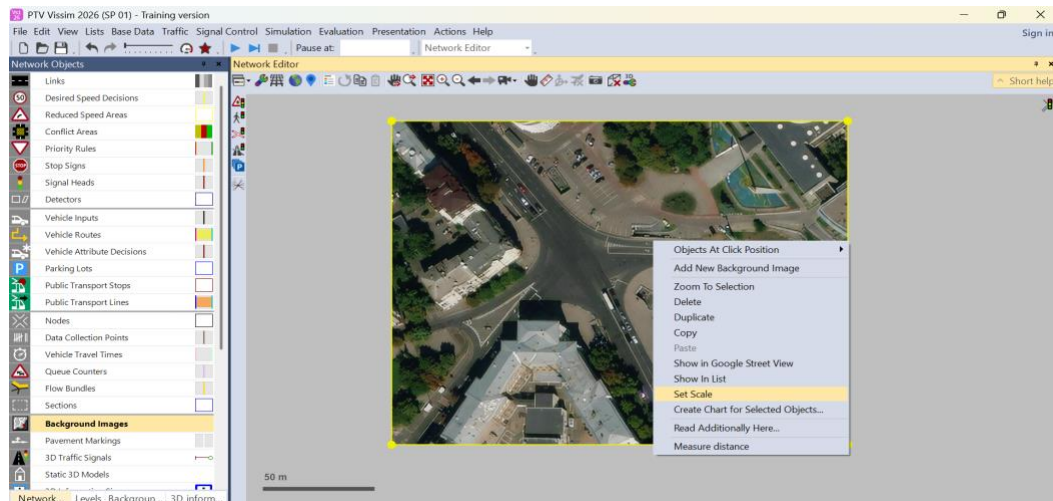 PTV Vissim 2026 (SP 01) - Training version
File Edit View Lists Base Data Traffic Signal Control Simulation Evaluation Presentation Actions Help
Sign in
Pause at:
Network Editor
Network Objects
Network Editor
Short help
Links
Desired Speed Decisions
Reduced Speed Areas
Conflict Areas
Priority Rules
Stop Signs
Signal Heads
Detectors
Vehicle Inputs
Vehicle Routes
Vehicle Attribute Decisions
Parking Lots
Public Transport Stops
Public Transport Lines
Nodes
Data Collection Points
Vehicle Travel Times
Queue Counters
Flow Bundles
Sections
Background Images
Pavement Markings
3D Traffic Signals
Static 3D Models
Network... Levels Backgroun... 3D inform...
Objects At Click Position
Add New Background Image
Zoom To Selection
Delete
Duplicate
Copy
Paste
Show in Google Street View
Show In List
Set Scale
Create Chart for Selected Objects...
Read Additionally Here...
Measure distance
50 m